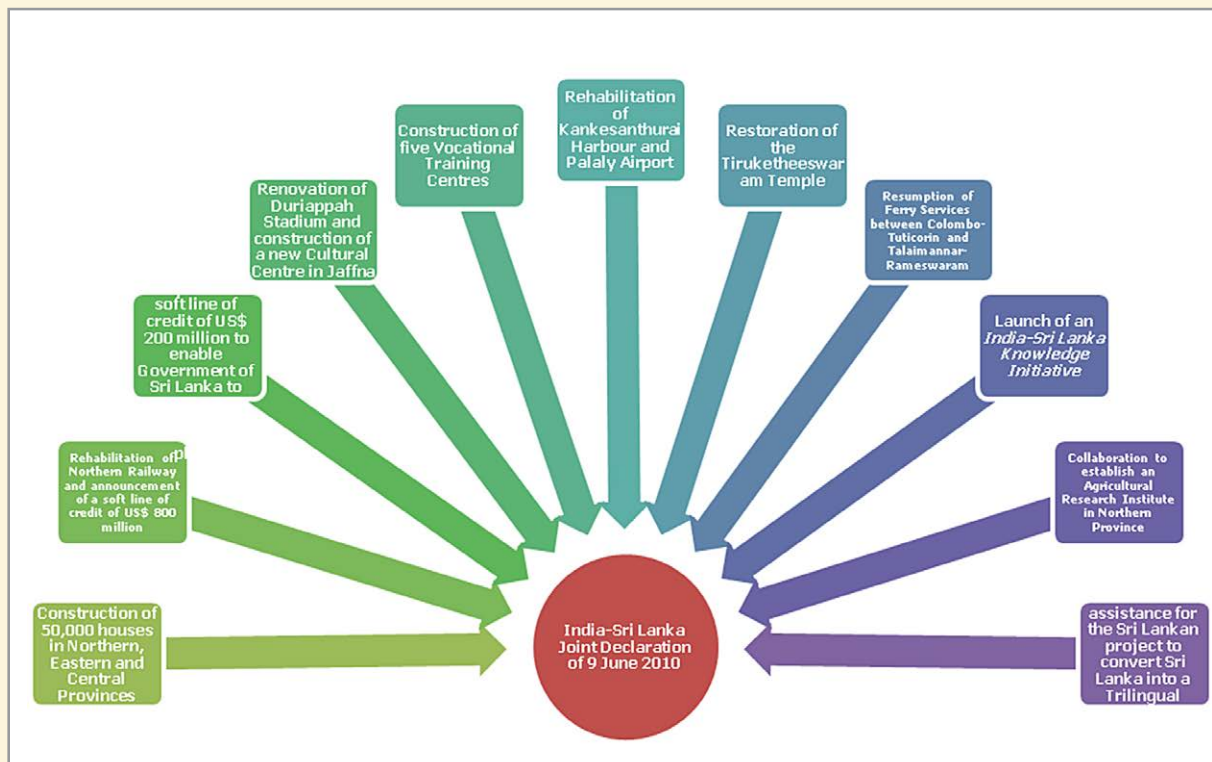 Construction of
50,000 houses
in Northern,
Eastern and
Central
Provinces
Rehabilitation of
Northern Railway
and announcement
of a soft line of
credit of US$ 800
million
soft line of
credit of US$
200 million to
enable
Government of
Sri Lanka to
Renovation of
Duriappah
Stadium and
construction of
a new Cultural
Centre in Jaffna
Construction of
five Vocational
Training
Centres
Rehabilitation
of
Kankesanthurai
Harbour and
Palaly Airport
Restoration of
the
Tiruketheeswar
am Temple
Resumption of
Ferry Services
between Colombo-
Tuticorin and
Talaimannar-
Rameswaram
Launch of an
India-Sri Lanka
Knowledge
Initiative
Collaboration to
establish an
Agricultural
Research Institute
in Northern
Province
assistance for
the Sri Lankan
project to
convert Sri
Lanka into a
Trilingual
India-Sri Lanka
Joint Declaration
of 9 June 2010